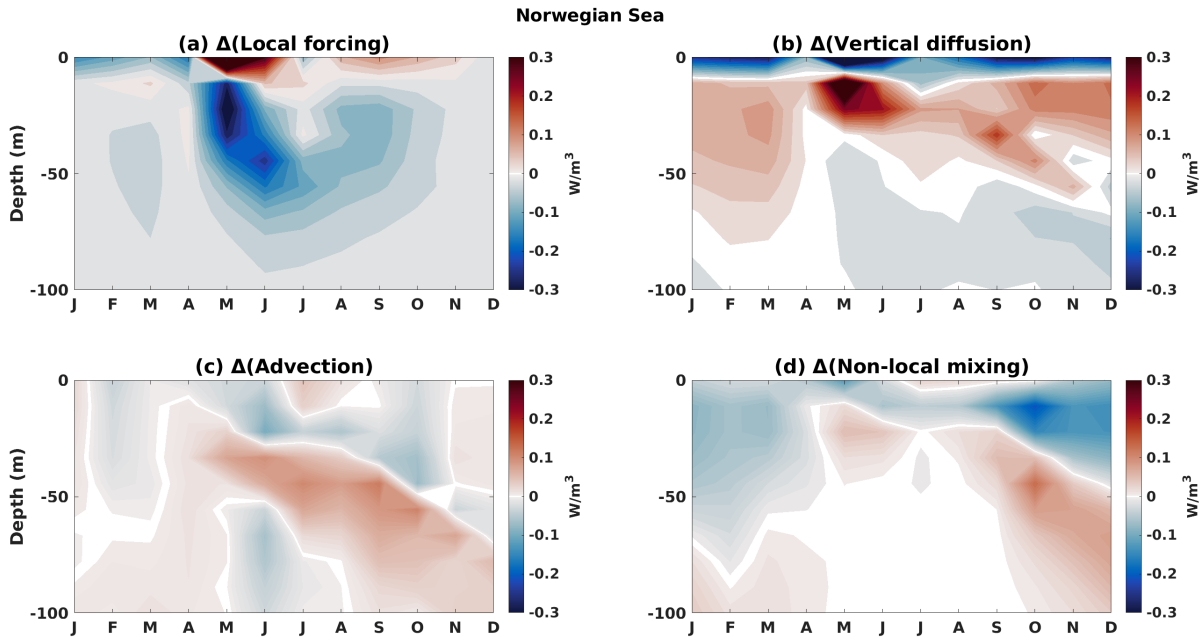 Norwegian Sea
(a) Δ(Local forcing)
Depth (m)
0
-50
-100
J F M A M J J A S O N D
0.3
0.2
0.1
0
-0.1
-0.2
-0.3
W/m³
(b) Δ(Vertical diffusion)
0
-50
-100
J F M A M J J A S O N D
0.3
0.2
0.1
0
-0.1
-0.2
-0.3
W/m³
(c) Δ(Advection)
Depth (m)
0
-50
-100
J F M A M J J A S O N D
0.3
0.2
0.1
0
-0.1
-0.2
-0.3
W/m³
(d) Δ(Non-local mixing)
0
-50
-100
J F M A M J J A S O N D
0.3
0.2
0.1
0
-0.1
-0.2
-0.3
W/m³